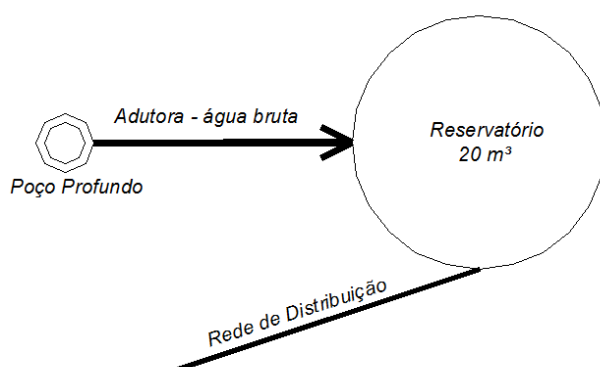 Adutora - água bruta
Reservatório
20 m³
Poço Profundo
Rede de Distribuição